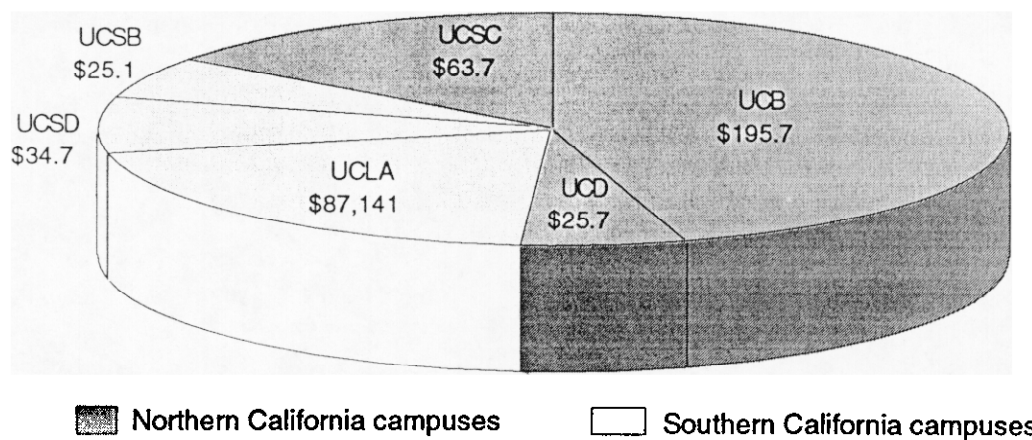 UCSB
$25.1
UCSC
$63.7
UCB
$195.7
UCSD
$34.7
UCLA
$87,141
UCD
$25.7
Northern California campuses
Southern California campuses